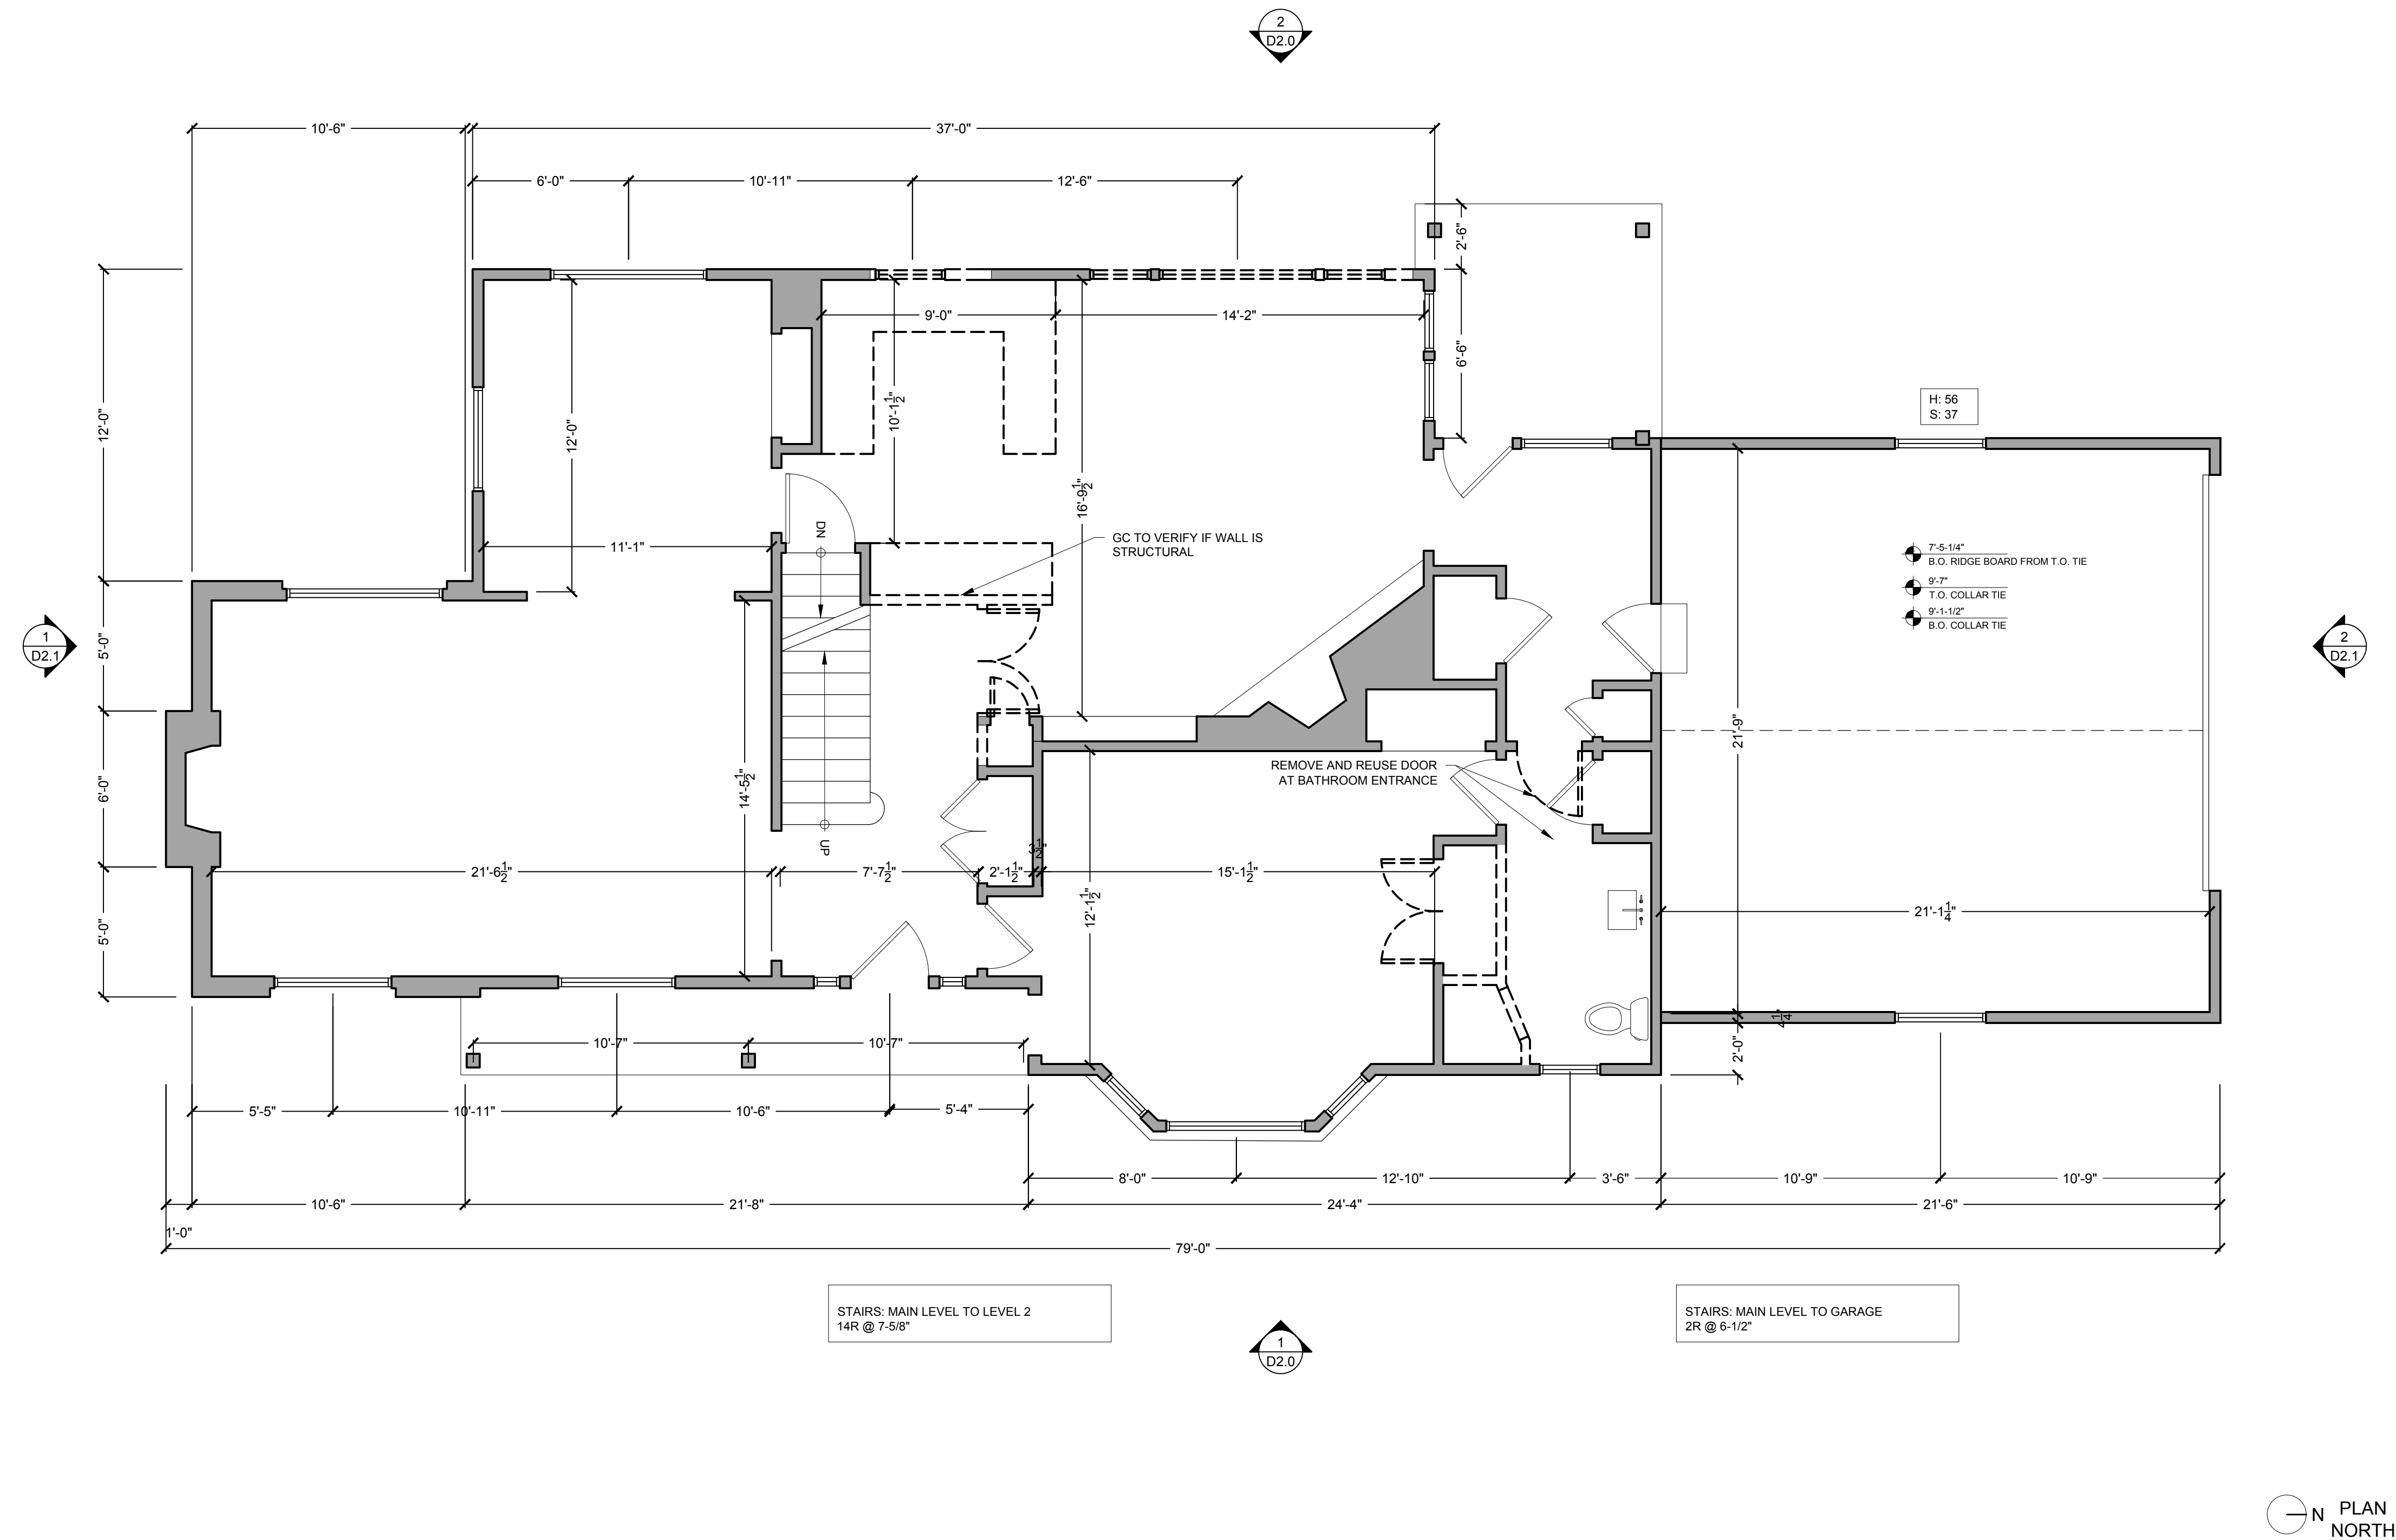 2
D2.0
10'-6"
37'-0"
6'-0"
10'-11"
12'-6"
2'-6"
9'-0"
14'-2"
6'-6"
12'-0"
12'-0"
10'-1 1/2"
H: 56
S: 37
16'-9 1/2"
DN
GC TO VERIFY IF WALL IS
STRUCTURAL
11'-1"
7'-5-1/4"
B.O. RIDGE BOARD FROM T.O. TIE
9'-7"
T.O. COLLAR TIE
9'-1-1/2"
B.O. COLLAR TIE
1
D2.1
5'-0"
2
D2.1
21'-9"
REMOVE AND REUSE DOOR
AT BATHROOM ENTRANCE
6'-0"
14'-5 1/2"
UP
3 1/2"
21'-6 1/2"
7'-7 1/2"
2'-1 1/2"
15'-1 1/2"
12'-1 1/2"
21'-1 1/4"
5'-0"
4 1/4"
10'-7"
10'-7"
2'-0"
5'-5"
10'-11"
10'-6"
5'-4"
8'-0"
12'-10"
3'-6"
10'-9"
10'-9"
10'-6"
21'-8"
24'-4"
21'-6"
1'-0"
79'-0"
STAIRS: MAIN LEVEL TO LEVEL 2
14R @ 7-5/8"
STAIRS: MAIN LEVEL TO GARAGE
2R @ 6-1/2"
1
D2.0
N
PLAN
NORTH